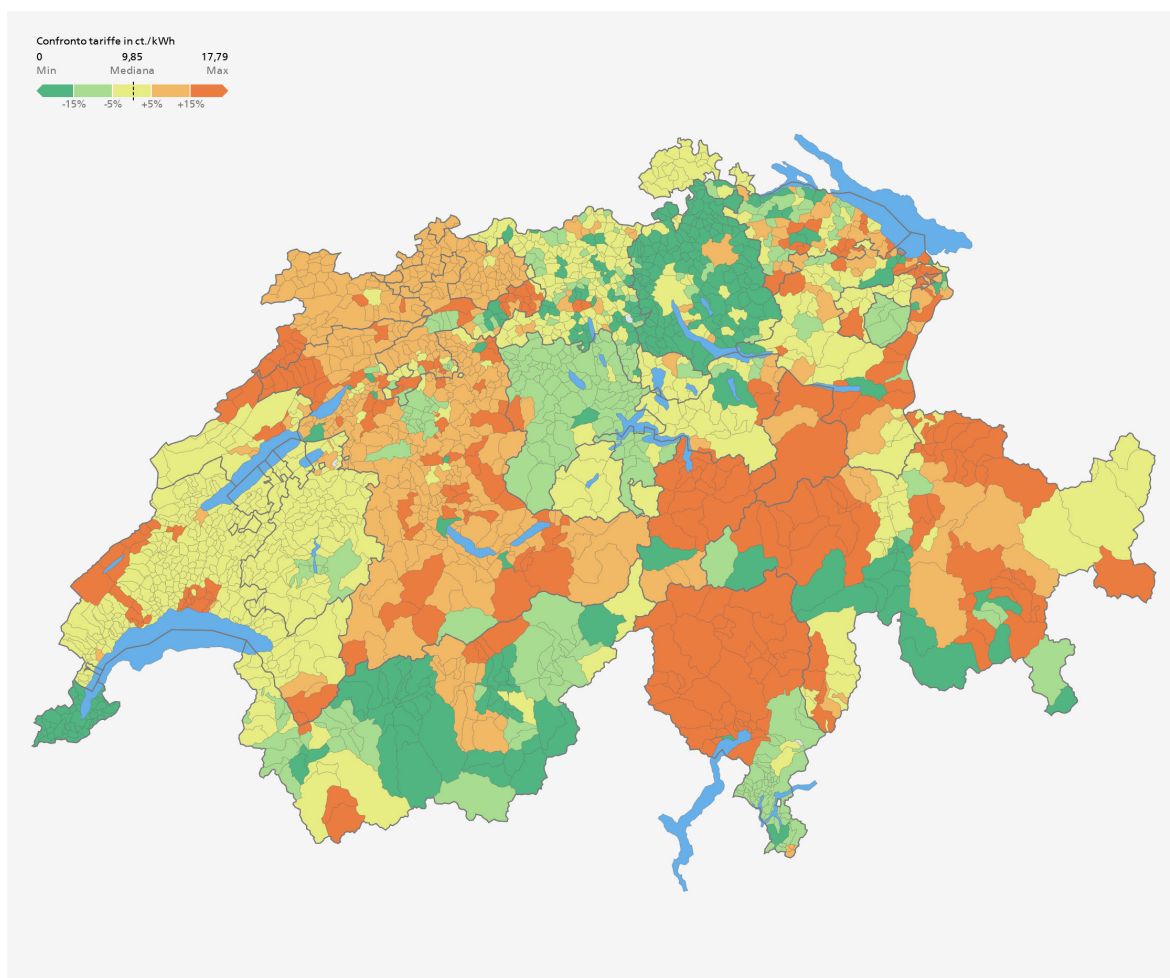 Confronto tariffe in ct./kWh
0 9,85 17,79
Min Mediana Max
-15% -5% +5% +15%